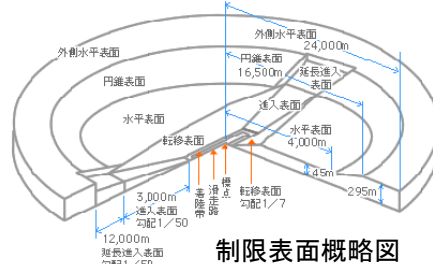 外側水平表面
24,000m
外側水平表面
円錐表面
16,500m
延長進入
表面
円錐表面
進入表面
水平表面
水平表面
4,000m
転移表面
45m
295m
3,000m
進入表面
勾配1/50
着陸帯
滑走路
標点
転移表面
勾配1/7
12,000m
延長進入表面
勾配1/50
制限表面概略図